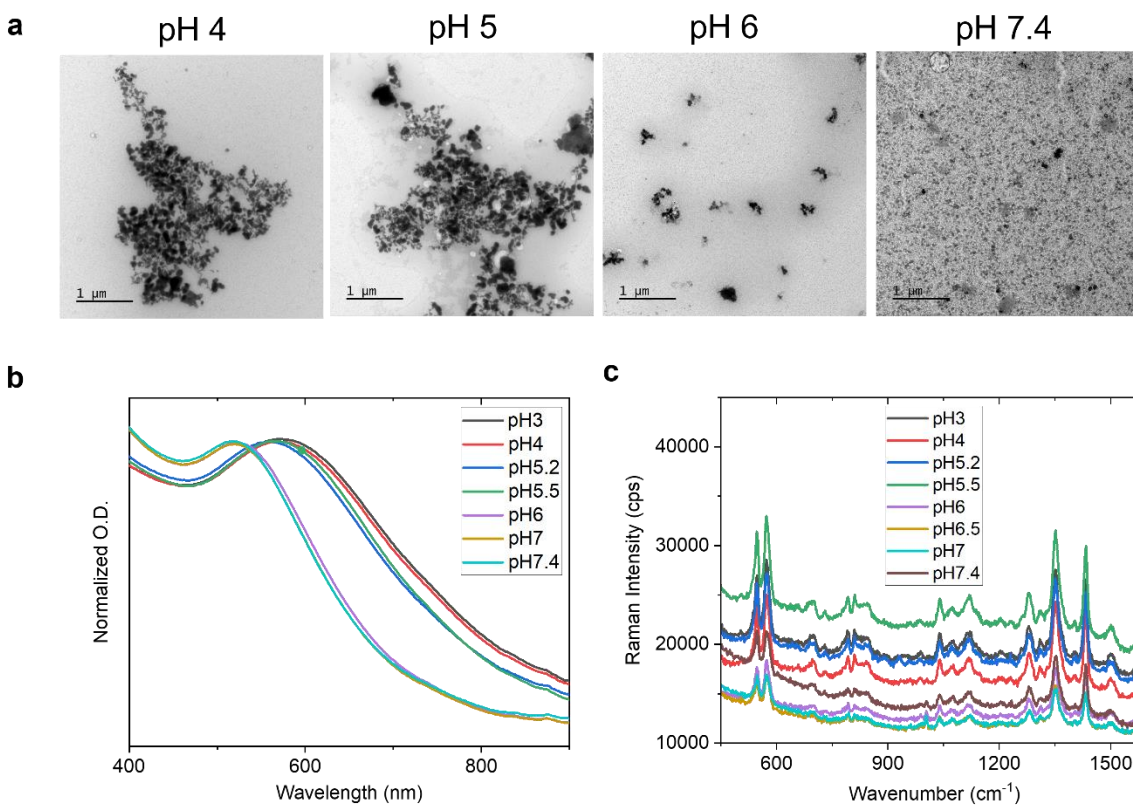 a
pH 4
pH 5
pH 6
pH 7.4
1 μm
1 μm
1 μm
1 μm
b
Normalized O.D.
400
600
800
Wavelength (nm)
pH3
pH4
pH5.2
pH5.5
pH6
pH7
pH7.4
c
Raman Intensity (cps)
40000
30000
20000
10000
600
900
1200
1500
Wavenumber (cm⁻¹)
pH3
pH4
pH5.2
pH5.5
pH6
pH6.5
pH7
pH7.4